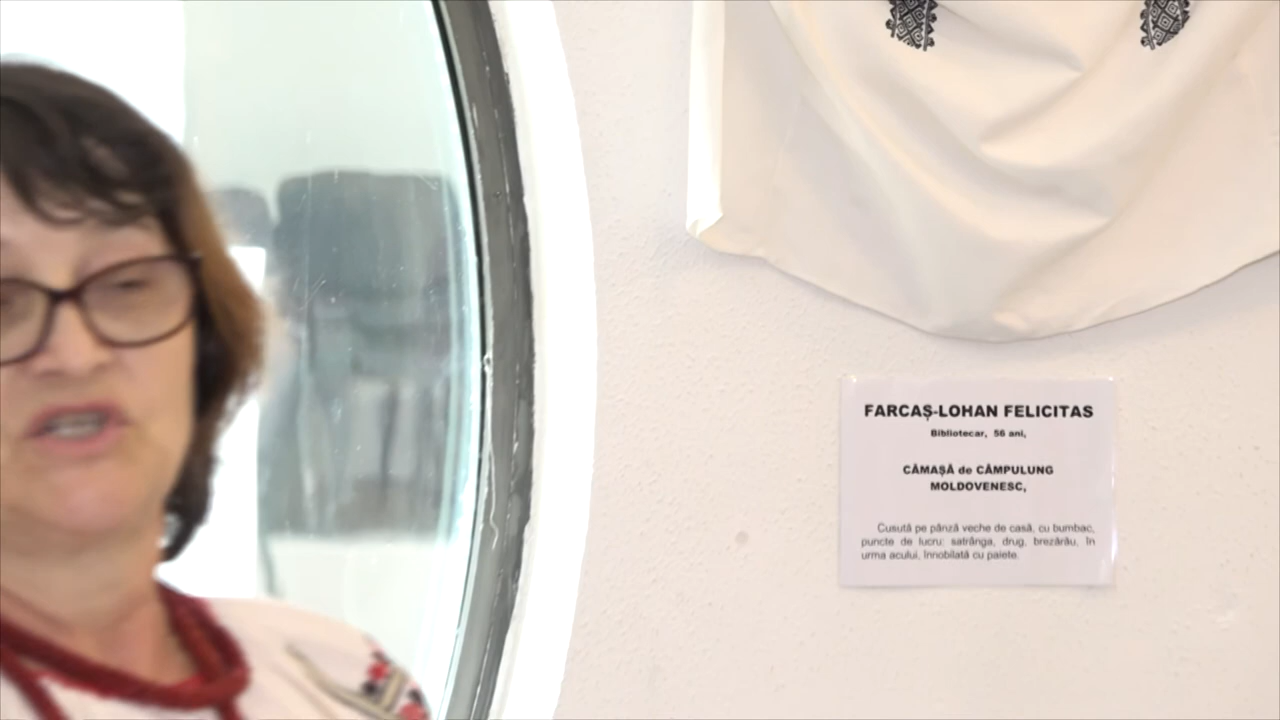 FARCAȘ-LOHAN FELICITAS
Bibliotecar, 56 ani,
CĂMAȘĂ de CÂMPULUNG
MOLDOVENESC,
Cusută pe pânză veche de casă, cu bumbac,
puncte de lucru: satrânga, drug, brezărău, în
urma acului, înnobilată cu paiete.